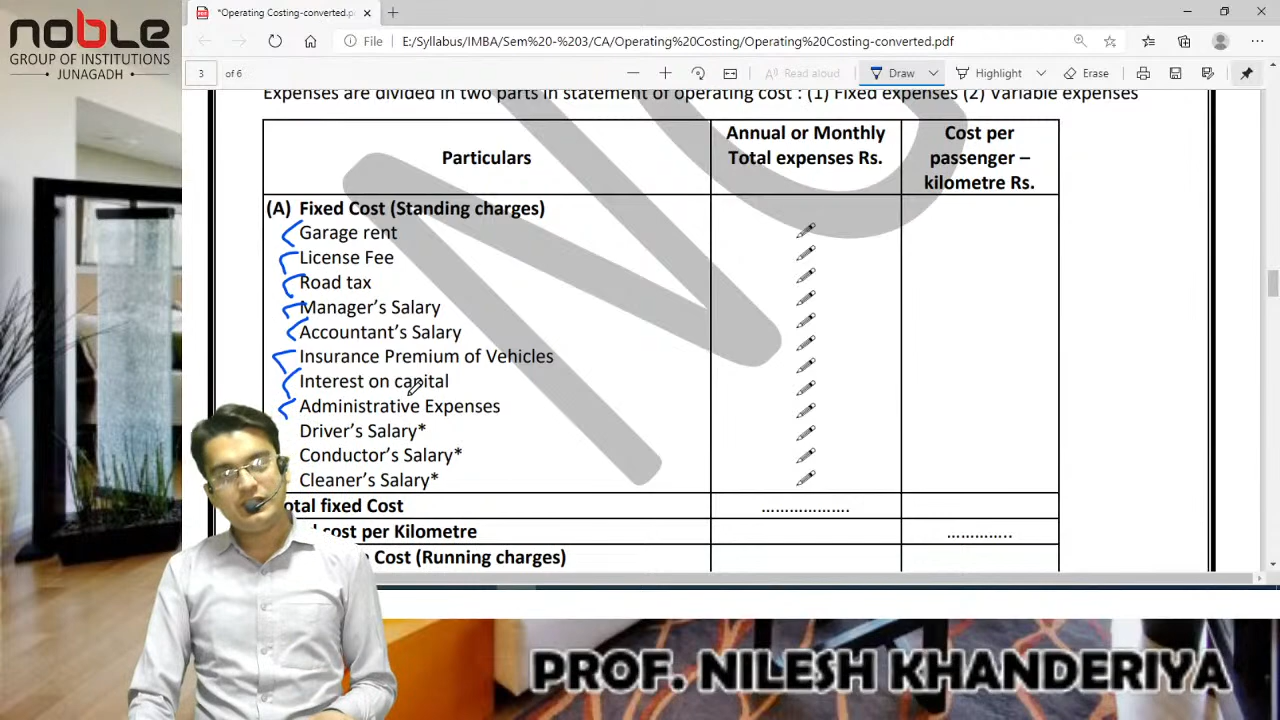 noble
GROUP OF INSTITUTIONS
• JUNAGADH •
*Operating Costing-converted.pdf
File E:/Syllabus/IMBA/Sem%20-%203/CA/Operating%20Costing/Operating%20Costing-converted.pdf
3 of 6 Read aloud Draw Highlight Erase
Expenses are divided in two parts in statement of operating cost : (1) Fixed expenses (2) Variable expenses
Particulars
Annual or Monthly
Total expenses Rs.
Cost per
passenger –
kilometre Rs.
(A) Fixed Cost (Standing charges)
Garage rent
License Fee
Road tax
Manager's Salary
Accountant's Salary
Insurance Premium of Vehicles
Interest on capital
Administrative Expenses
Driver's Salary*
Conductor's Salary*
Cleaner's Salary*
otal fixed Cost ………………..
cost per Kilometre …………..
Cost (Running charges)
PROF. NILESH KHANDERIYA